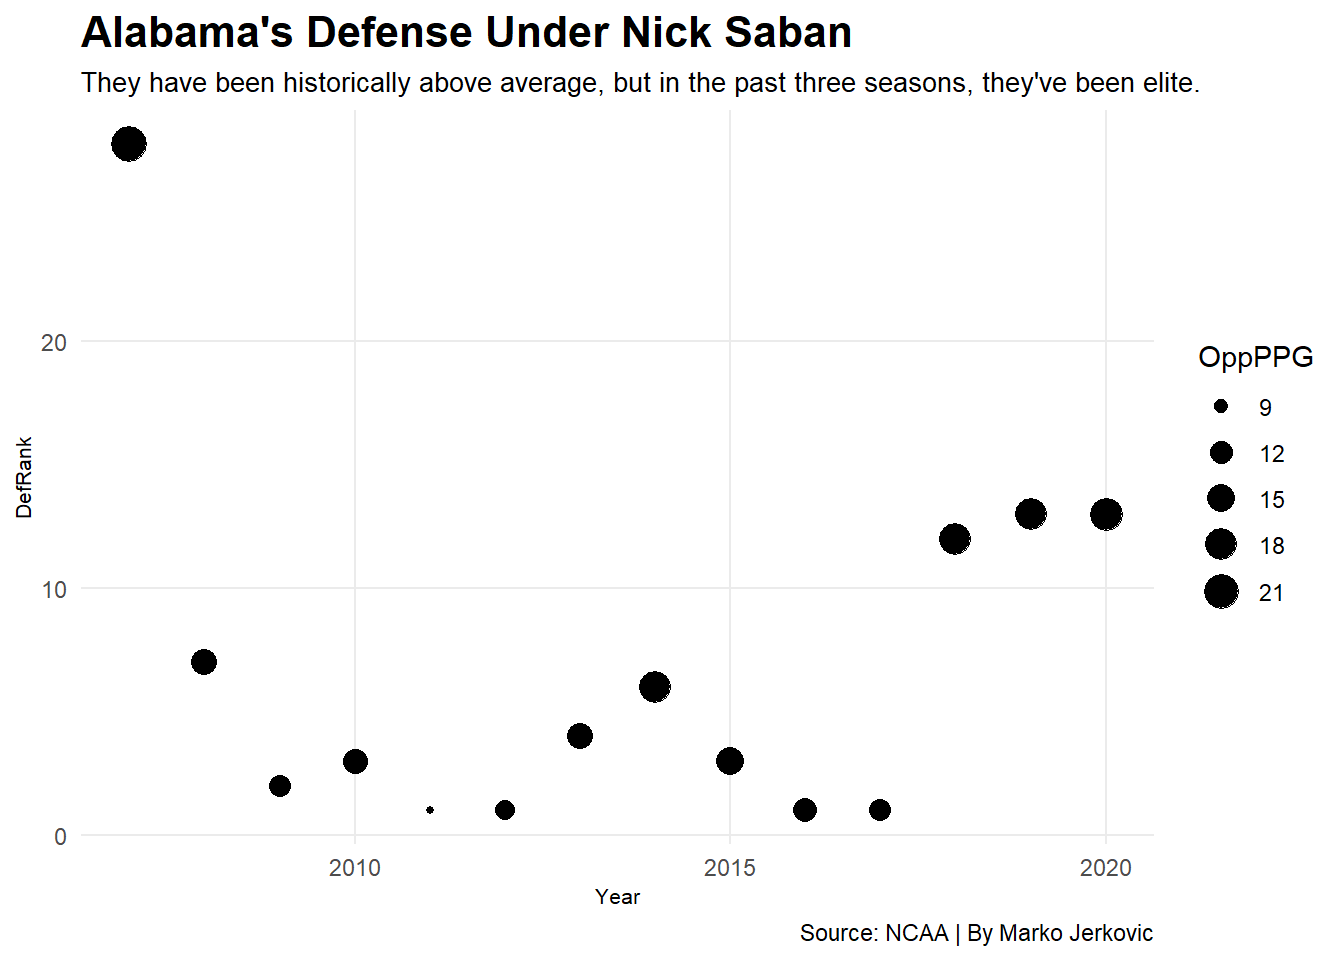 Alabama's Defense Under Nick Saban
They have been historically above average, but in the past three seasons, they've been elite.
20
10
0
DefRank
2010
2015
2020
Year
OppPPG
9
12
15
18
21
Source: NCAA | By Marko Jerkovic